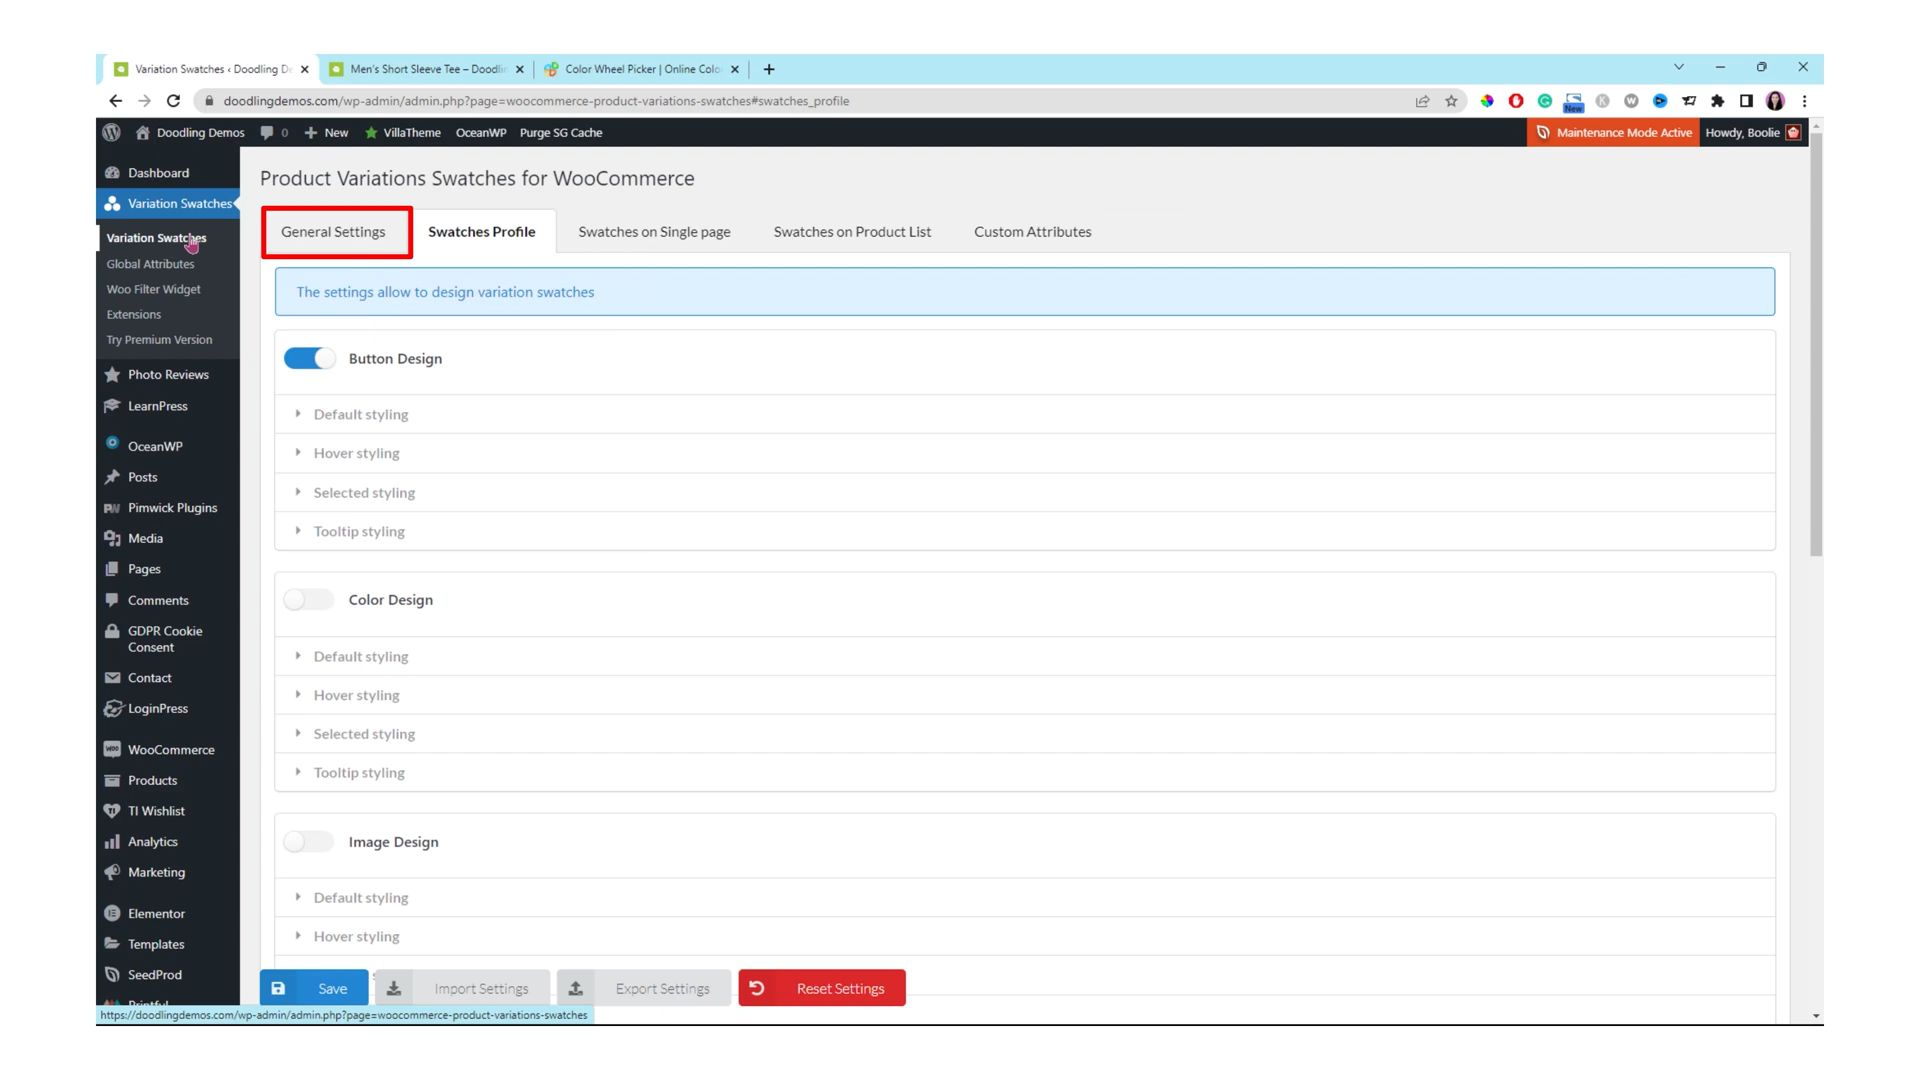 Variation Swatches ‹ Doodling De
Men's Short Sleeve Tee – Doodlin
Color Wheel Picker | Online Colo
doodlingdemos.com/wp-admin/admin.php?page=woocommerce-product-variations-swatches#swatches_profile
New
Doodling Demos
0
New
VillaTheme
OceanWP
Purge SG Cache
Maintenance Mode Active
Howdy, Boolie
Dashboard
Variation Swatches
Variation Swatches
Global Attributes
Woo Filter Widget
Extensions
Try Premium Version
Photo Reviews
LearnPress
OceanWP
Posts
Pimwick Plugins
Media
Pages
Comments
GDPR Cookie
Consent
Contact
LoginPress
WooCommerce
Products
TI Wishlist
Analytics
Marketing
Elementor
Templates
SeedProd
Printful
Product Variations Swatches for WooCommerce
General Settings
Swatches Profile
Swatches on Single page
Swatches on Product List
Custom Attributes
The settings allow to design variation swatches
Button Design
Default styling
Hover styling
Selected styling
Tooltip styling
Color Design
Default styling
Hover styling
Selected styling
Tooltip styling
Image Design
Default styling
Hover styling
Save
Import Settings
Export Settings
Reset Settings
https://doodlingdemos.com/wp-admin/admin.php?page=woocommerce-product-variations-swatches